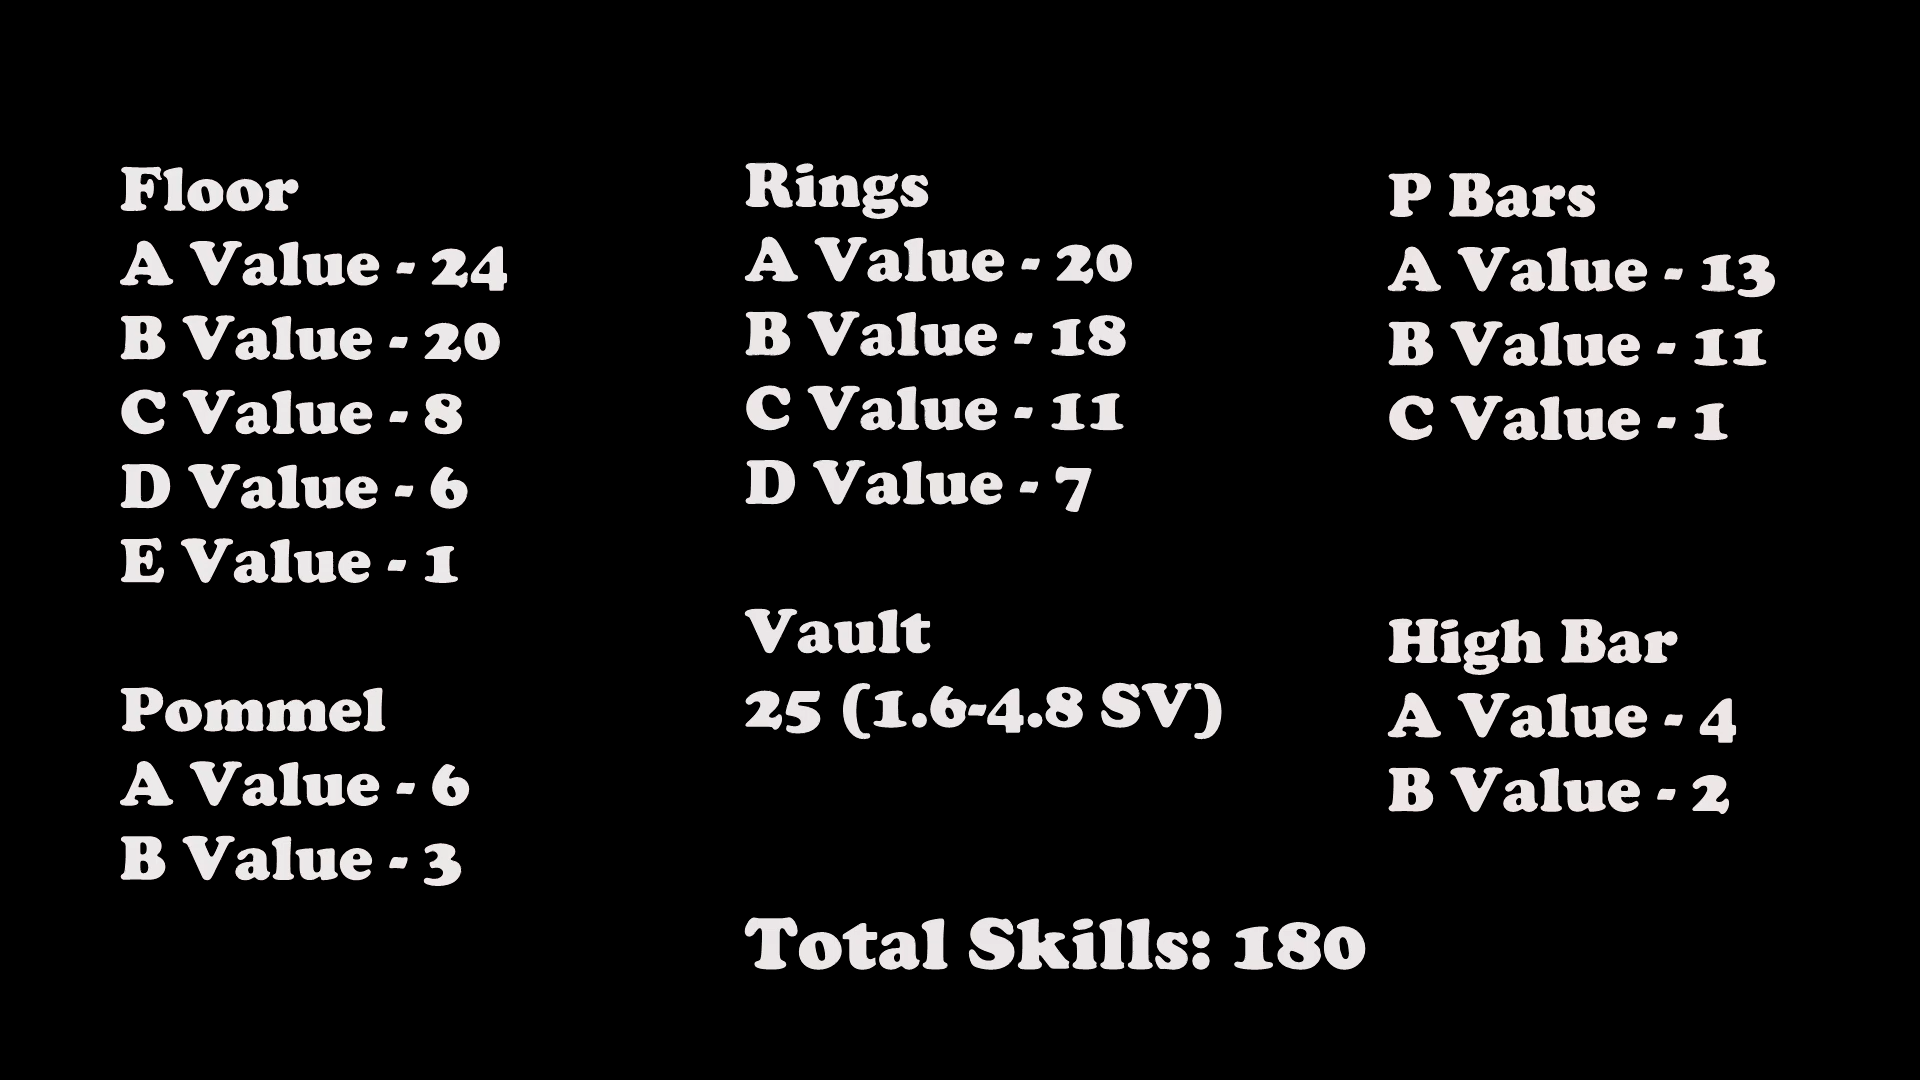 Floor
A Value - 24
B Value - 20
C Value - 8
D Value - 6
E Value - 1
Pommel
A Value - 6
B Value - 3
Rings
A Value - 20
B Value - 18
C Value - 11
D Value - 7
Vault
25 (1.6-4.8 SV)
P Bars
A Value - 13
B Value - 11
C Value - 1
High Bar
A Value - 4
B Value - 2
Total Skills: 180